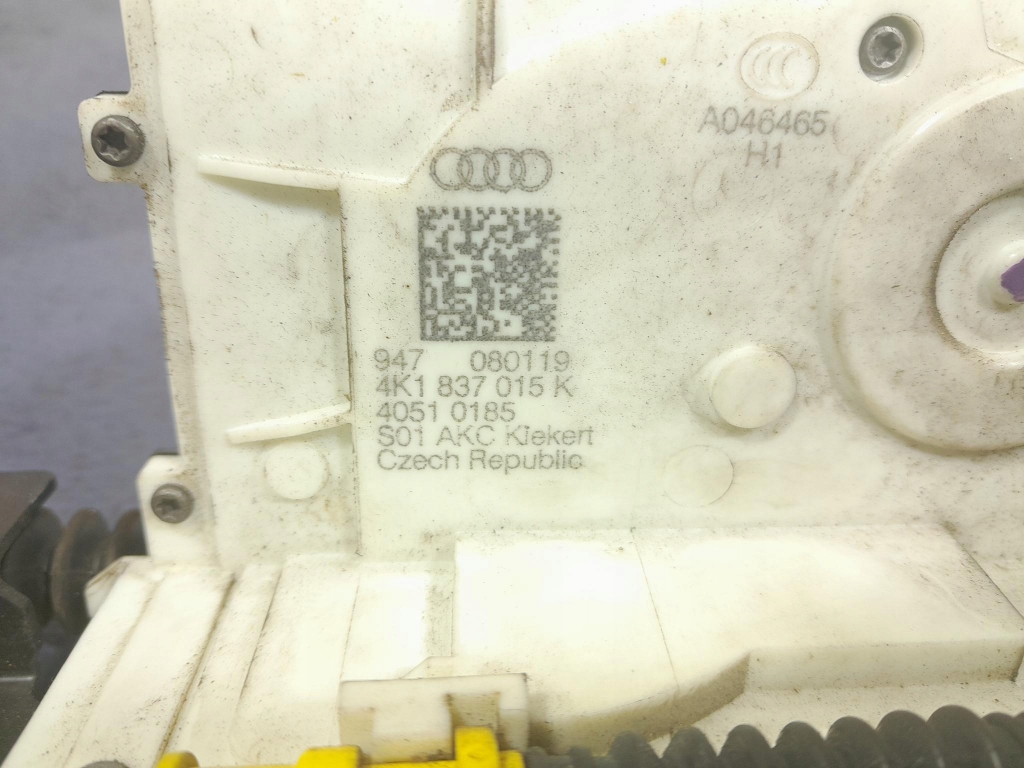 A046465
H1
947 080119
4K1 837 015 K
4051 0185
S01 AKC Kiekert
Czech Republic